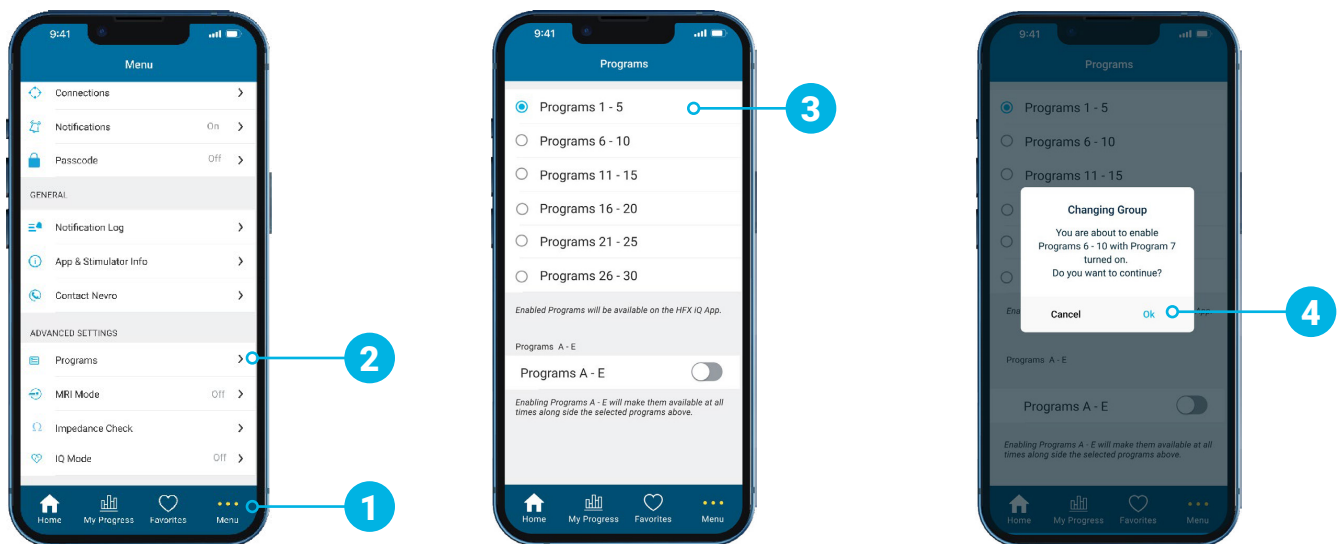 9:41
Menu
Connections
Notifications On
Passcode Off
GENERAL
Notification Log
App & Stimulator Info
Contact Nevro
ADVANCED SETTINGS
Programs
MRI Mode Off
Impedance Check
IQ Mode Off
Home My Progress Favorites Menu
2
1
9:41
Programs
Programs 1 - 5
Programs 6 - 10
Programs 11 - 15
Programs 16 - 20
Programs 21 - 25
Programs 26 - 30
Enabled Programs will be available on the HFX iQ App.
Programs A - E
Programs A - E
Enabling Programs A - E will make them available at all
times along side the selected programs above.
Home My Progress Favorites Menu
3
9:41
Programs
Programs 1 - 5
Programs 6 - 10
Programs 11 - 15
Changing Group
You are about to enable
Programs 6 - 10 with Program 7
turned on.
Do you want to continue?
Cancel Ok
Programs A - E
Programs A - E
Enabling Programs A - E will make them available at all
times along side the selected programs above.
Home My Progress Favorites Menu
4